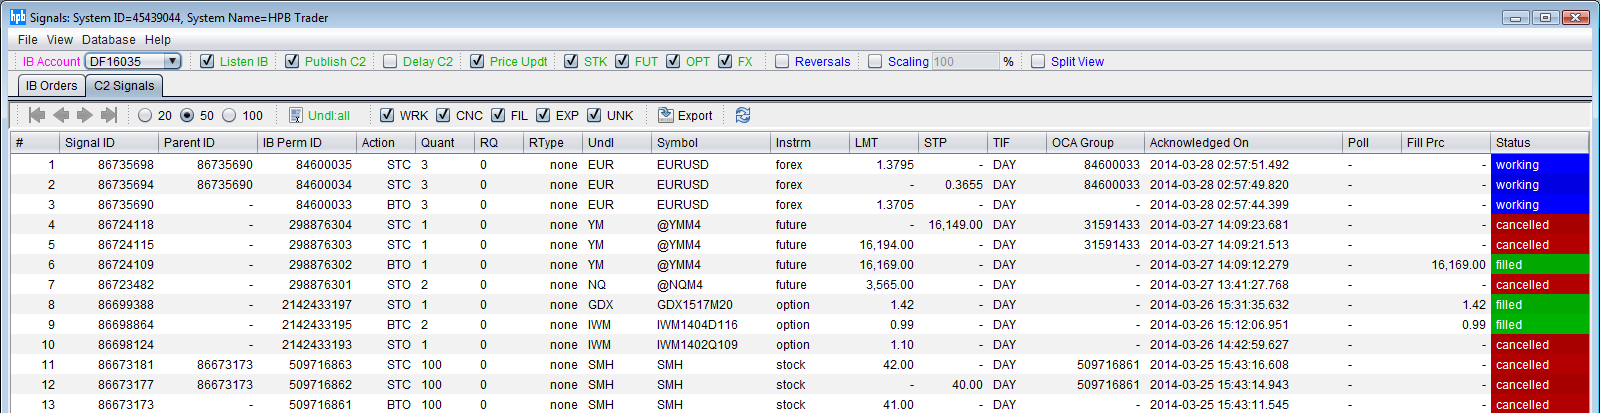 hpb Signals: System ID=45439044, System Name=HPB Trader
File View Database Help
IB Account DF16035 Listen IB Publish C2 Delay C2 Price Updt STK FUT OPT FX Reversals Scaling 100 % Split View
IB Orders C2 Signals
20 50 100 Undl:all WRK CNC FIL EXP UNK Export
# Signal ID Parent ID IB Perm ID Action Quant RQ RType Undl Symbol Instrm LMT STP TIF OCA Group Acknowledged On Poll Fill Prc Status
1 86735698 86735690 84600035 STC 3 0 none EUR EURUSD forex 1.3795 - DAY 84600033 2014-03-28 02:57:51.492 - - working
2 86735694 86735690 84600034 STC 3 0 none EUR EURUSD forex - 0.3655 DAY 84600033 2014-03-28 02:57:49.820 - - working
3 86735690 - 84600033 BTO 3 0 none EUR EURUSD forex 1.3705 - DAY - 2014-03-28 02:57:44.399 - - working
4 86724118 - 298876304 STC 1 0 none YM @YMM4 future - 16,149.00 DAY 31591433 2014-03-27 14:09:23.681 - - cancelled
5 86724115 - 298876303 STC 1 0 none YM @YMM4 future 16,194.00 - DAY 31591433 2014-03-27 14:09:21.513 - - cancelled
6 86724109 - 298876302 BTO 1 0 none YM @YMM4 future 16,169.00 - DAY - 2014-03-27 14:09:12.279 - 16,169.00 filled
7 86723482 - 298876301 STO 2 0 none NQ @NQM4 future 3,565.00 - DAY - 2014-03-27 13:41:27.768 - - cancelled
8 86699388 - 2142433197 STO 1 0 none GDX GDX1517M20 option 1.42 - DAY - 2014-03-26 15:31:35.632 - 1.42 filled
9 86698864 - 2142433195 BTC 2 0 none IWM IWM1404D116 option 0.99 - DAY - 2014-03-26 15:12:06.951 - 0.99 filled
10 86698124 - 2142433193 STO 1 0 none IWM IWM1402Q109 option 1.10 - DAY - 2014-03-26 14:42:59.627 - - cancelled
11 86673181 86673173 509716863 STC 100 0 none SMH SMH stock 42.00 - DAY 509716861 2014-03-25 15:43:16.608 - - cancelled
12 86673177 86673173 509716862 STC 100 0 none SMH SMH stock - 40.00 DAY 509716861 2014-03-25 15:43:14.943 - - cancelled
13 86673173 - 509716861 BTO 100 0 none SMH SMH stock 41.00 - DAY - 2014-03-25 15:43:11.545 - - cancelled